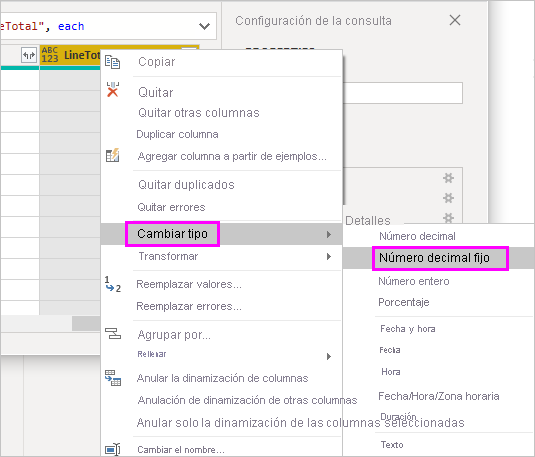 eTotal", each
Configuración de la consulta
ABC
123
LineTot
Copiar
Quitar
Quitar otras columnas
Duplicar columna
Agregar columna a partir de ejemplos...
Quitar duplicados
Quitar errores
Detalles
Cambiar tipo
Número decimal
Transformar
Número decimal fijo
Reemplazar valores...
Número entero
Reemplazar errores...
Porcentaje
Agrupar por...
Fecha y hora
Rellenar
Fecha
Anular la dinamización de columnas
Hora
Anulación de dinamización de otras columnas
Fecha/Hora/Zona horaria
Anular solo la dinamización de las columnas seleccionadas
Duración
Cambiar el nombre...
Texto